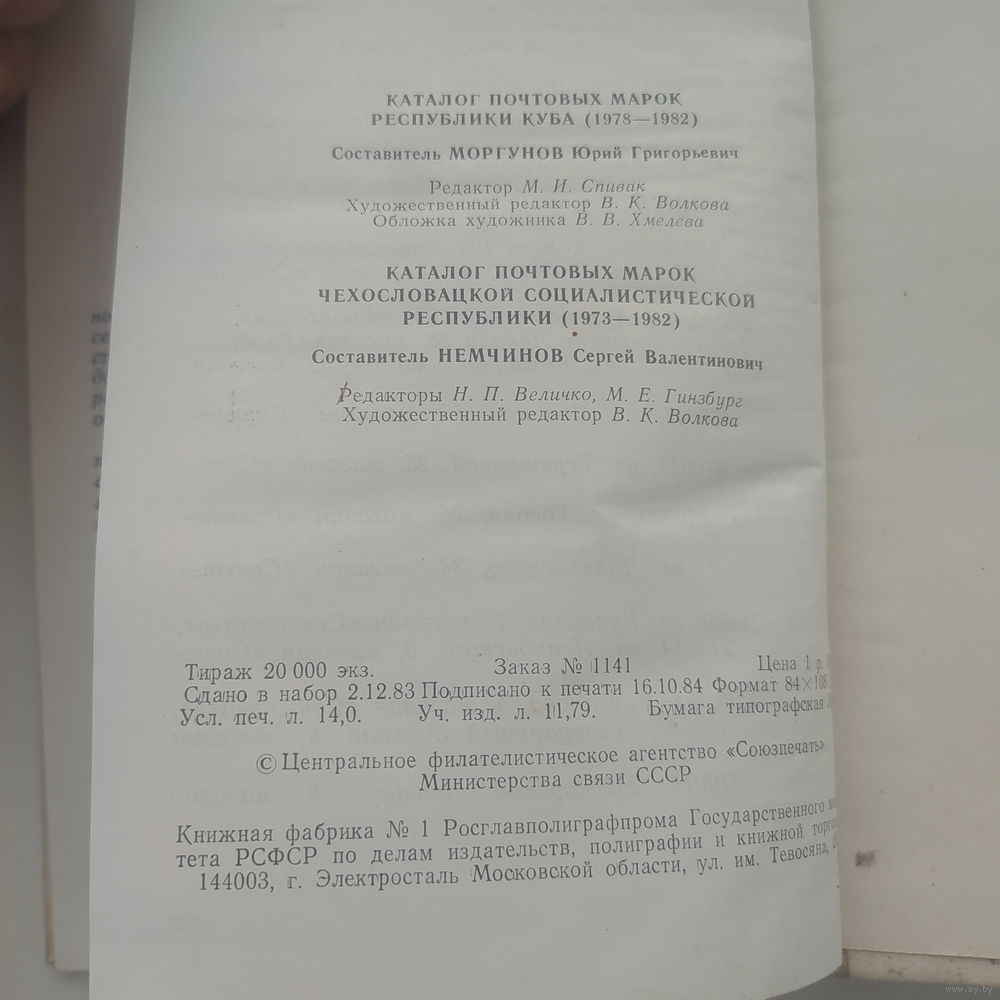 КАТАЛОГ ПОЧТОВЫХ МАРОК
РЕСПУБЛИКИ КУБА (1978—1982)
Составитель МОРГУНОВ Юрий Григорьевич
Редактор М. И. Спивак
Художественный редактор В. К. Волкова
Обложка художника В. В. Хмелева
КАТАЛОГ ПОЧТОВЫХ МАРОК
ЧЕХОСЛОВАЦКОЙ СОЦИАЛИСТИЧЕСКОЙ
РЕСПУБЛИКИ (1973—1982)
Составитель НЕМЧИНОВ Сергей Валентинович
Редакторы Н. П. Величко, М. Е. Гинзбург
Художественный редактор В. К. Волкова
Тираж 20 000 экз. Заказ № 1141 Цена 1 р.
Сдано в набор 2.12.83 Подписано к печати 16.10.84 Формат 84×108
Усл. печ. л. 14,0. Уч. изд. л. 11,79. Бумага типографская
© Центральное филателистическое агентство «Союзпечать»
Министерства связи СССР
Книжная фабрика № 1 Росглавполиграфпрома Государственного
тета РСФСР по делам издательств, полиграфии и книжной
144003, г. Электросталь Московской области, ул. им. Тевосяна,
223
www.ay.by